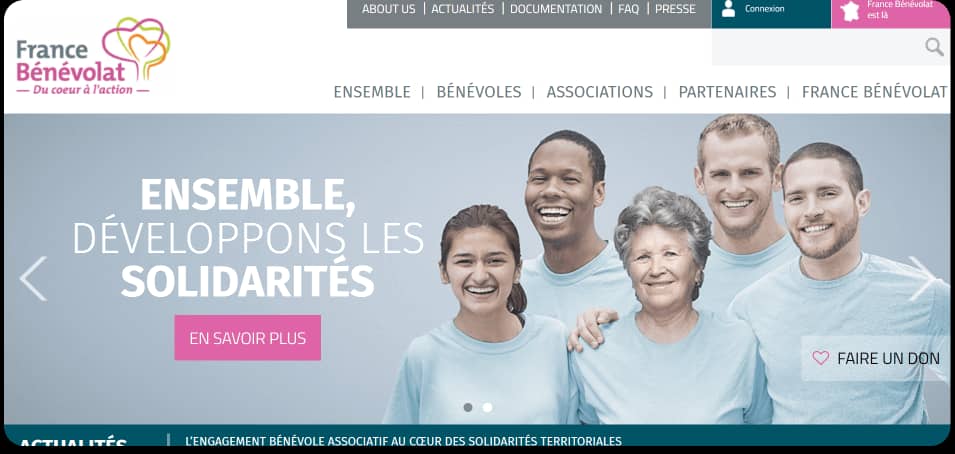 ABOUT US | ACTUALITÉS | DOCUMENTATION | FAQ | PRESSE
Connexion
France Bénévolat
est là
France
Bénévolat
Du coeur à l'action
ENSEMBLE | BÉNÉVOLES | ASSOCIATIONS | PARTENAIRES | FRANCE BÉNÉVOLAT
ENSEMBLE,
DÉVELOPPONS LES
SOLIDARITÉS
EN SAVOIR PLUS
FAIRE UN DON
ACTUALITÉS
L'ENGAGEMENT BÉNÉVOLE ASSOCIATIF AU CŒUR DES SOLIDARITÉS TERRITORIALES